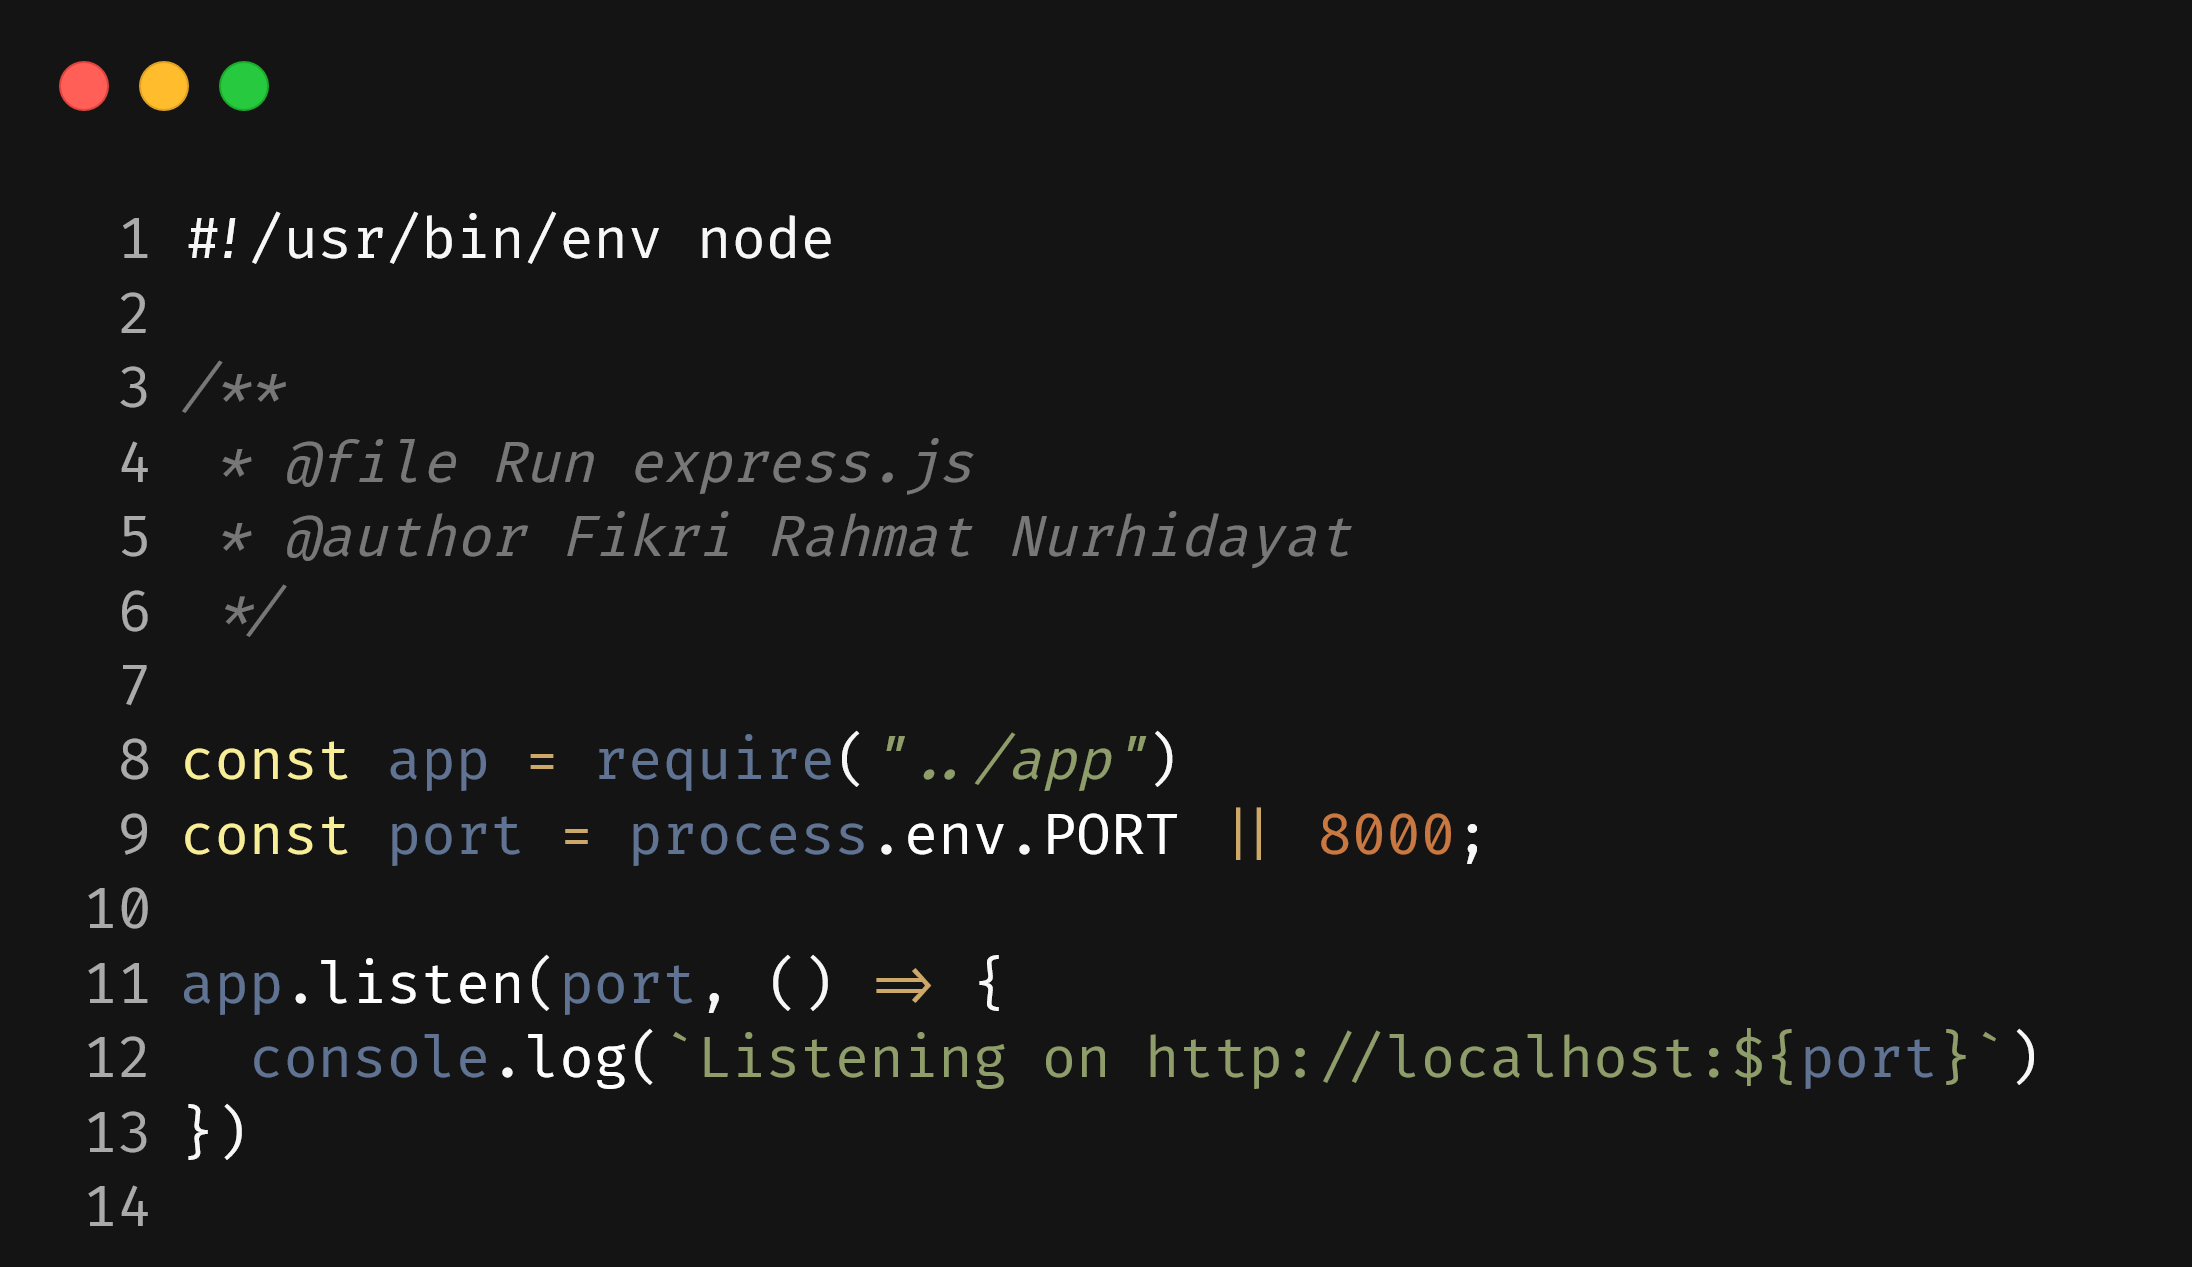 1 #!/usr/bin/env node
2
3 /**
4  * @file Run express.js
5  * @author Fikri Rahmat Nurhidayat
6  */
7
8 const app = require("../app")
9 const port = process.env.PORT || 8000;
10
11 app.listen(port, () => {
12   console.log(`Listening on http://localhost:${port}`)
13 })
14